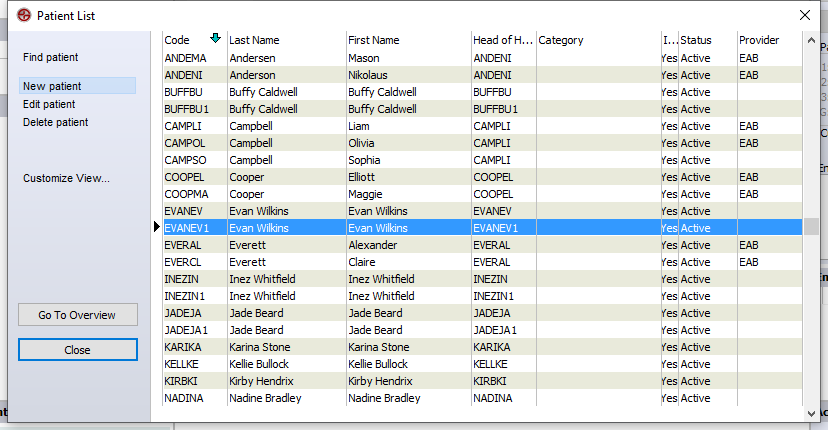 Patient List
Find patient
New patient
Edit patient
Delete patient
Customize View...
Go To Overview
Close
Code Last Name First Name Head of H... Category I... Status Provider
ANDEMA Andersen Mason ANDENI Yes Active EAB
ANDENI Anderson Nikolaus ANDENI Yes Active EAB
BUFFBU Buffy Caldwell Buffy Caldwell BUFFBU Yes Active
BUFFBU1 Buffy Caldwell Buffy Caldwell BUFFBU1 Yes Active
CAMPLI Campbell Liam CAMPLI Yes Active EAB
CAMPOL Campbell Olivia CAMPLI Yes Active EAB
CAMPSO Campbell Sophia CAMPLI Yes Active
COOPEL Cooper Elliott COOPEL Yes Active EAB
COOPMA Cooper Maggie COOPEL Yes Active EAB
EVANEV Evan Wilkins Evan Wilkins EVANEV Yes Active
EVANEV1 Evan Wilkins Evan Wilkins EVANEV1 Yes Active
EVERAL Everett Alexander EVERAL Yes Active EAB
EVERCL Everett Claire EVERAL Yes Active EAB
INEZIN Inez Whitfield Inez Whitfield INEZIN Yes Active
INEZIN1 Inez Whitfield Inez Whitfield INEZIN1 Yes Active
JADEJA Jade Beard Jade Beard JADEJA Yes Active
JADEJA1 Jade Beard Jade Beard JADEJA1 Yes Active
KARIKA Karina Stone Karina Stone KARIKA Yes Active
KELLKE Kellie Bullock Kellie Bullock KELLKE Yes Active
KIRBKI Kirby Hendrix Kirby Hendrix KIRBKI Yes Active
NADINA Nadine Bradley Nadine Bradley NADINA Yes Active